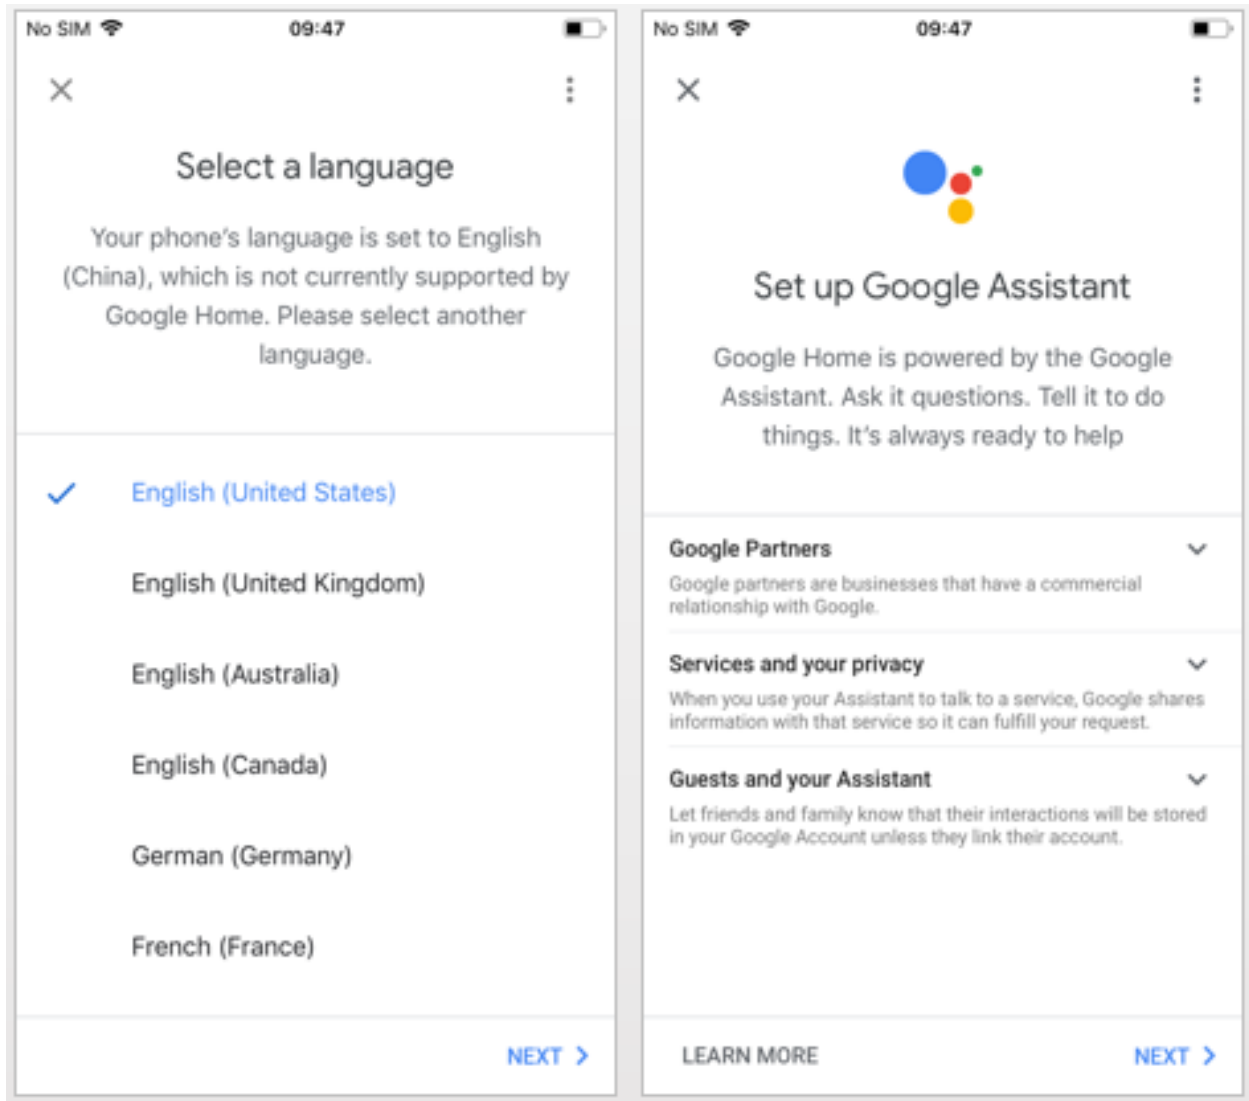 No SIM 09:47
Select a language
Your phone's language is set to English
(China), which is not currently supported by
Google Home. Please select another
language.
English (United States)
English (United Kingdom)
English (Australia)
English (Canada)
German (Germany)
French (France)
NEXT
No SIM 09:47
Set up Google Assistant
Google Home is powered by the Google
Assistant. Ask it questions. Tell it to do
things. It's always ready to help
Google Partners
Google partners are businesses that have a commercial
relationship with Google.
Services and your privacy
When you use your Assistant to talk to a service, Google shares
information with that service so it can fulfill your request.
Guests and your Assistant
Let friends and family know that their interactions will be stored
in your Google Account unless they link their account.
LEARN MORE NEXT